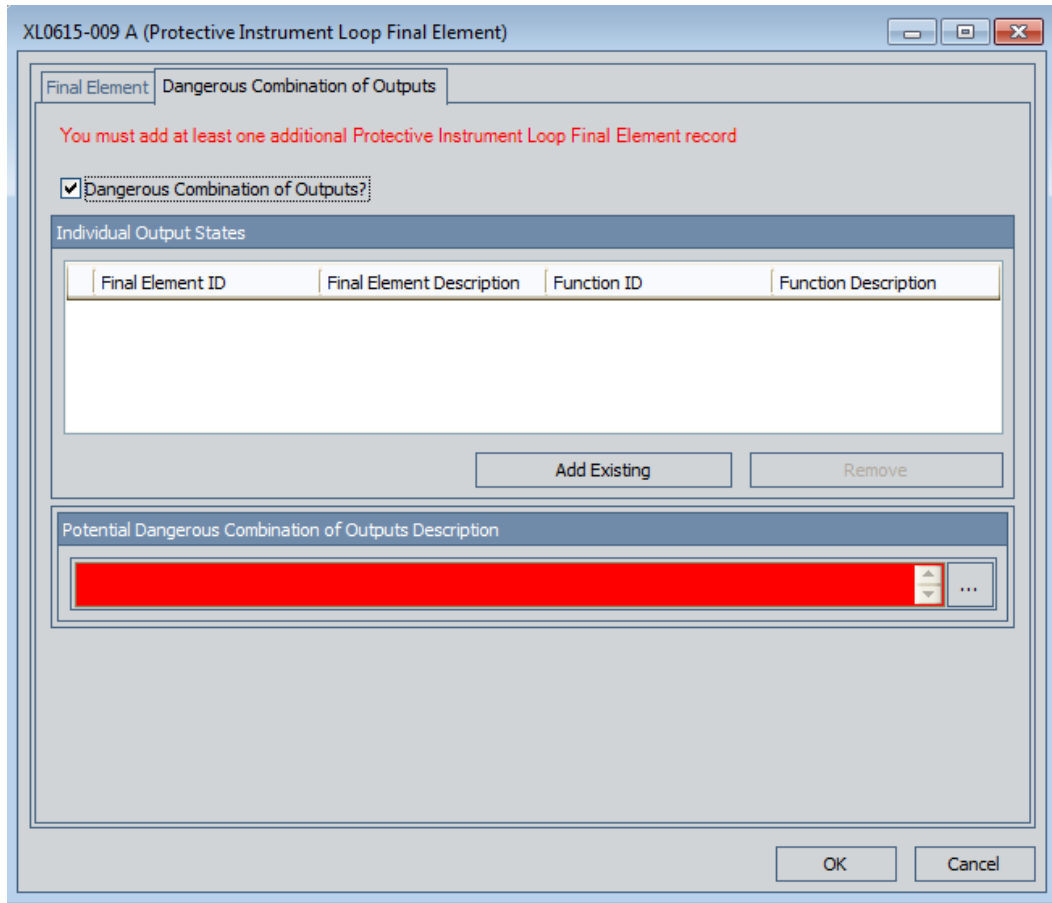 XL0615-009 A (Protective Instrument Loop Final Element)
Final Element Dangerous Combination of Outputs
You must add at least one additional Protective Instrument Loop Final Element record
Dangerous Combination of Outputs?
Individual Output States
Final Element ID Final Element Description Function ID Function Description
Add Existing Remove
Potential Dangerous Combination of Outputs Description
...
OK Cancel